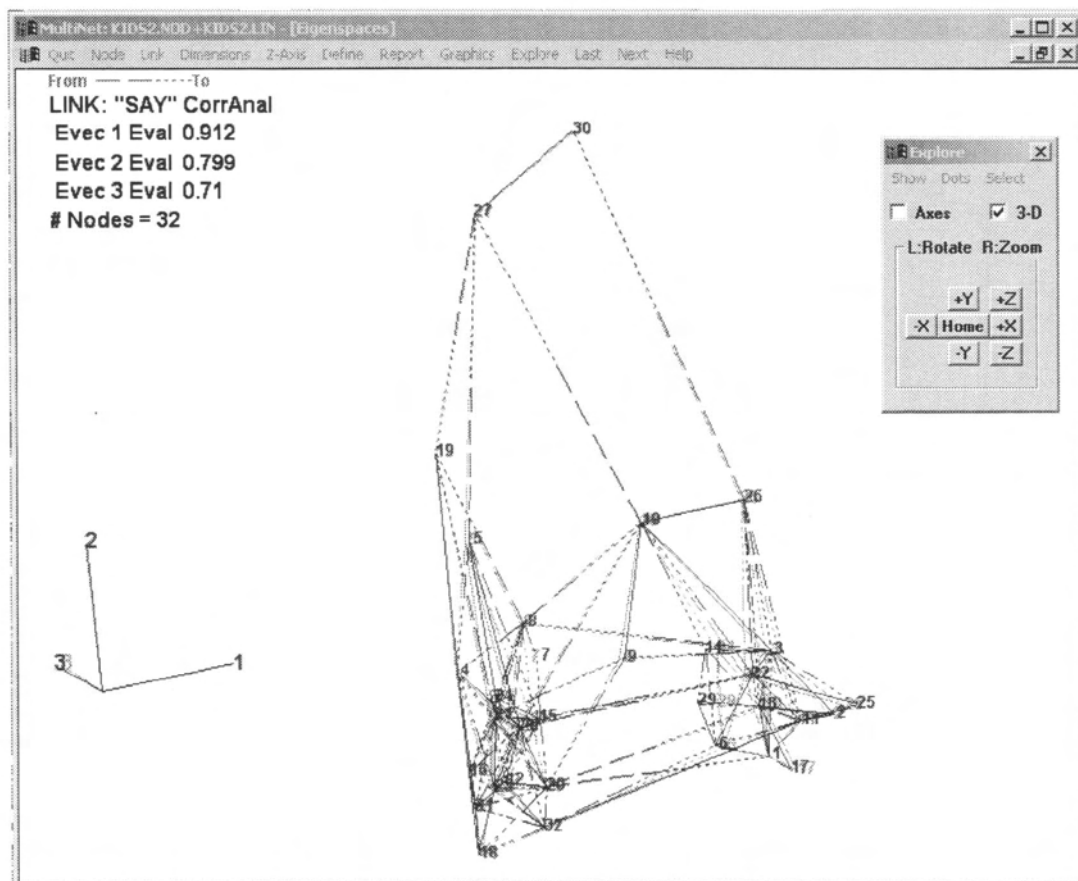 MultiNet: KIDS2.NOD+KIDS2.LIN - [Eigenspaces]
Quit Node Link Dimensions Z-Axis Define Report Graphics Explore Last Next Help
From To
LINK: "SAY" CorrAnal
Evec 1 Eval 0.912
Evec 2 Eval 0.799
Evec 3 Eval 0.71
# Nodes = 32
Explore
Show Dots Select
Axes 3-D
L:Rotate R:Zoom
+Y +Z
-X Home +X
-Y -Z
30
27
19
26
5
2
8
7
14
3
9
3
1
4
22
29
25
15
2
6
20
1
17
32
18